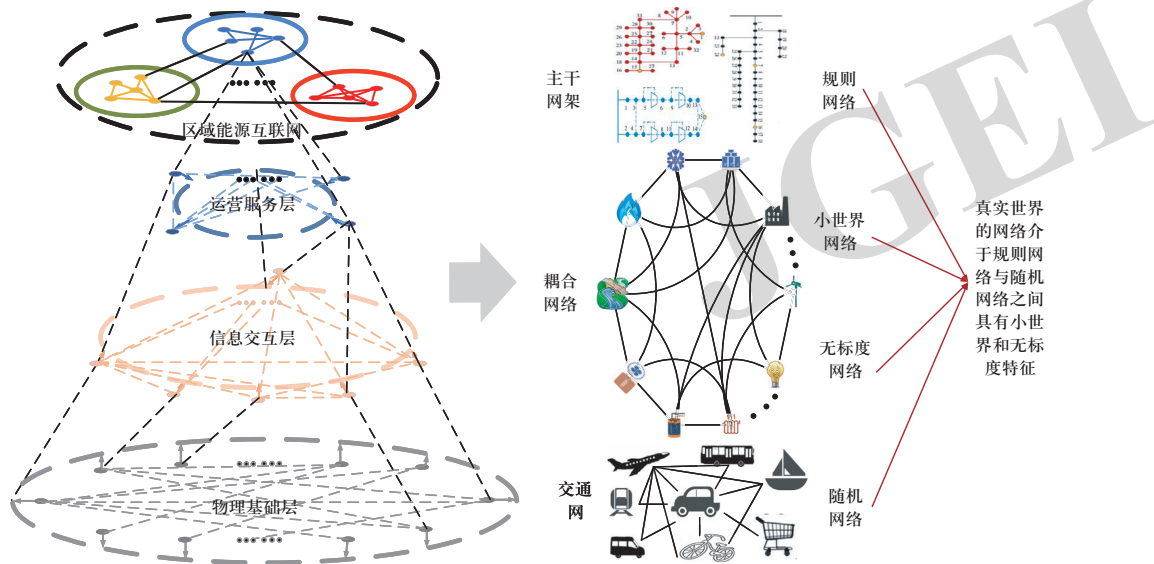 区域能源互联网
运营服务层
信息交互层
物理基础层
主干
网架
耦合
网络
交通
网
规则
网络
小世界
网络
无标度
网络
随机
网络
真实世界
的网络介
于规则网
络与随机
网络之间
具有小世
界和无标
度特征
JGEI